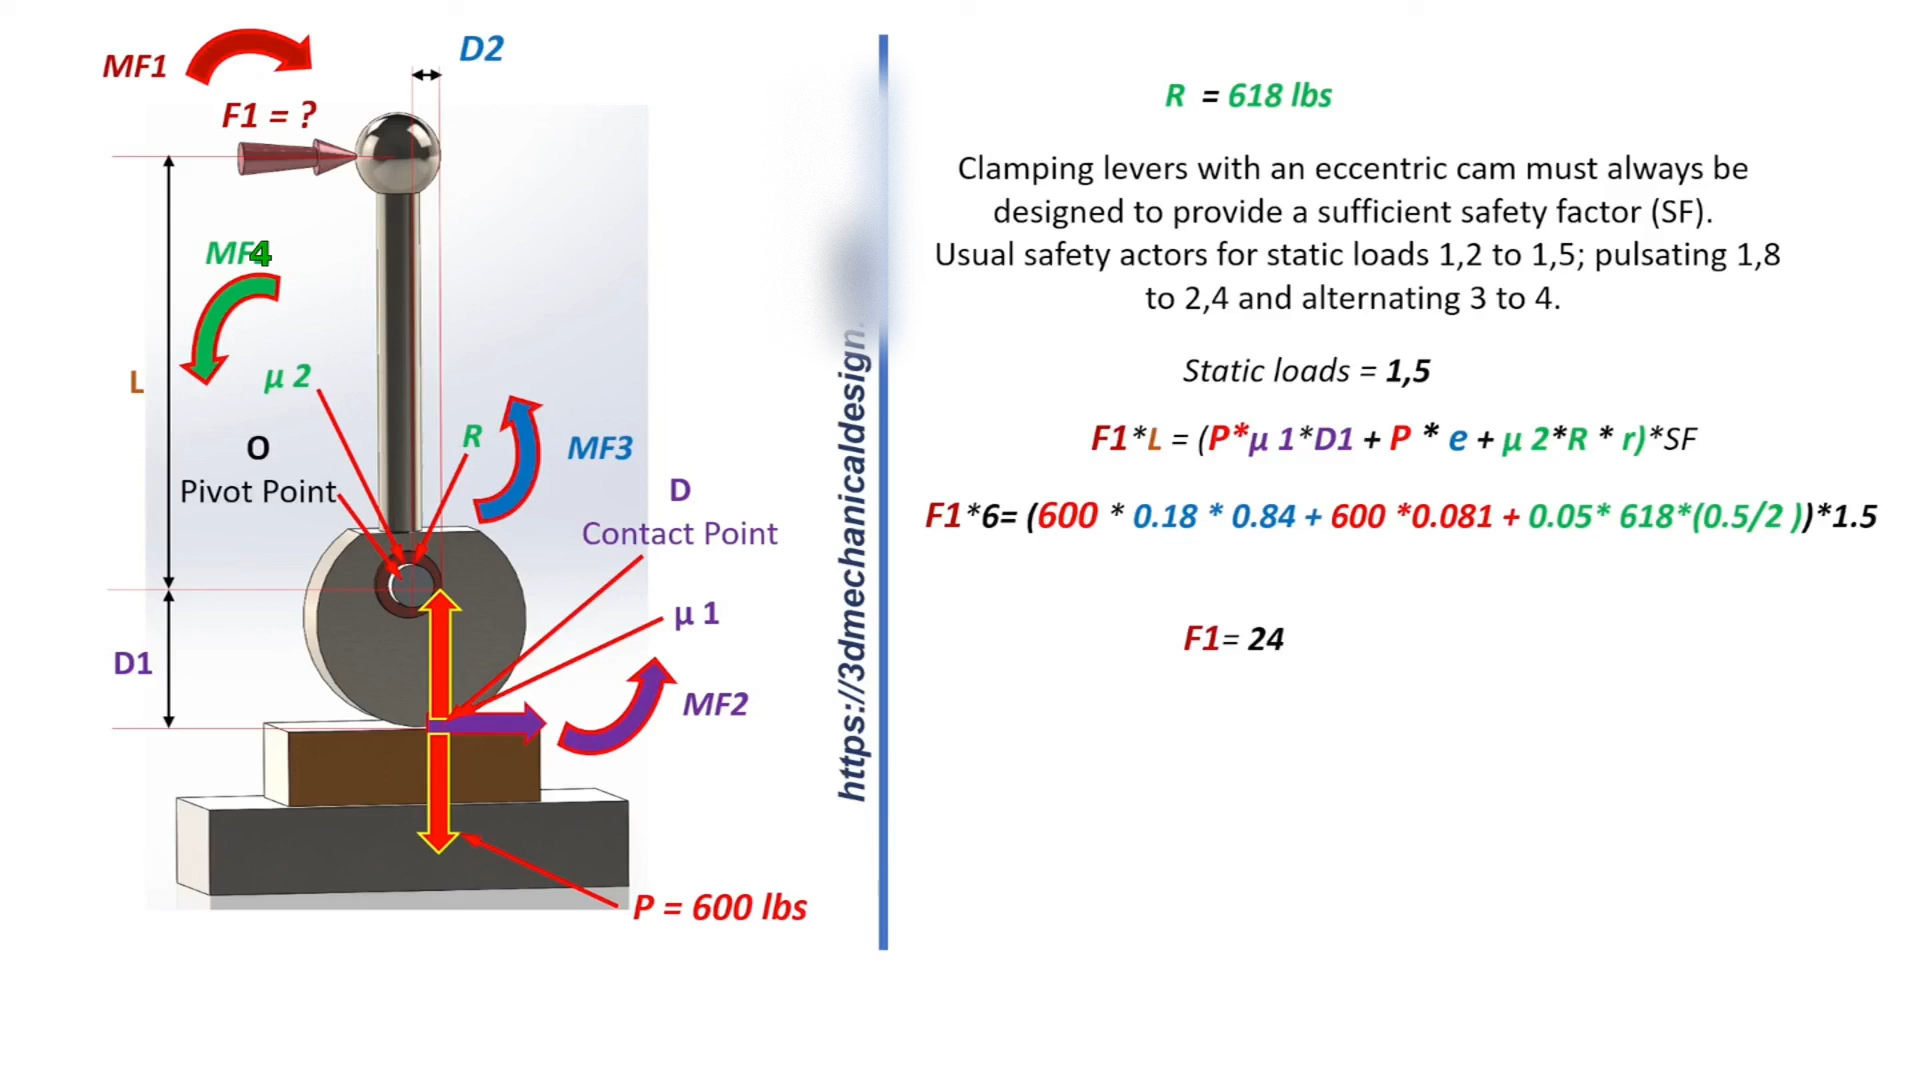 MF1
D2
F1 = ?
MF4
L
μ 2
R
MF3
O
Pivot Point
D
Contact Point
μ 1
D1
MF2
P = 600 lbs
https://3dmechanicaldesign.
R = 618 lbs
Clamping levers with an eccentric cam must always be
designed to provide a sufficient safety factor (SF).
Usual safety actors for static loads 1,2 to 1,5; pulsating 1,8
to 2,4 and alternating 3 to 4.
Static loads = 1,5
F1*L = (P*μ 1*D1 + P * e + μ 2*R * r)*SF
F1*6= (600 * 0.18 * 0.84 + 600 *0.081 + 0.05* 618*(0.5/2 ))*1.5
F1= 24